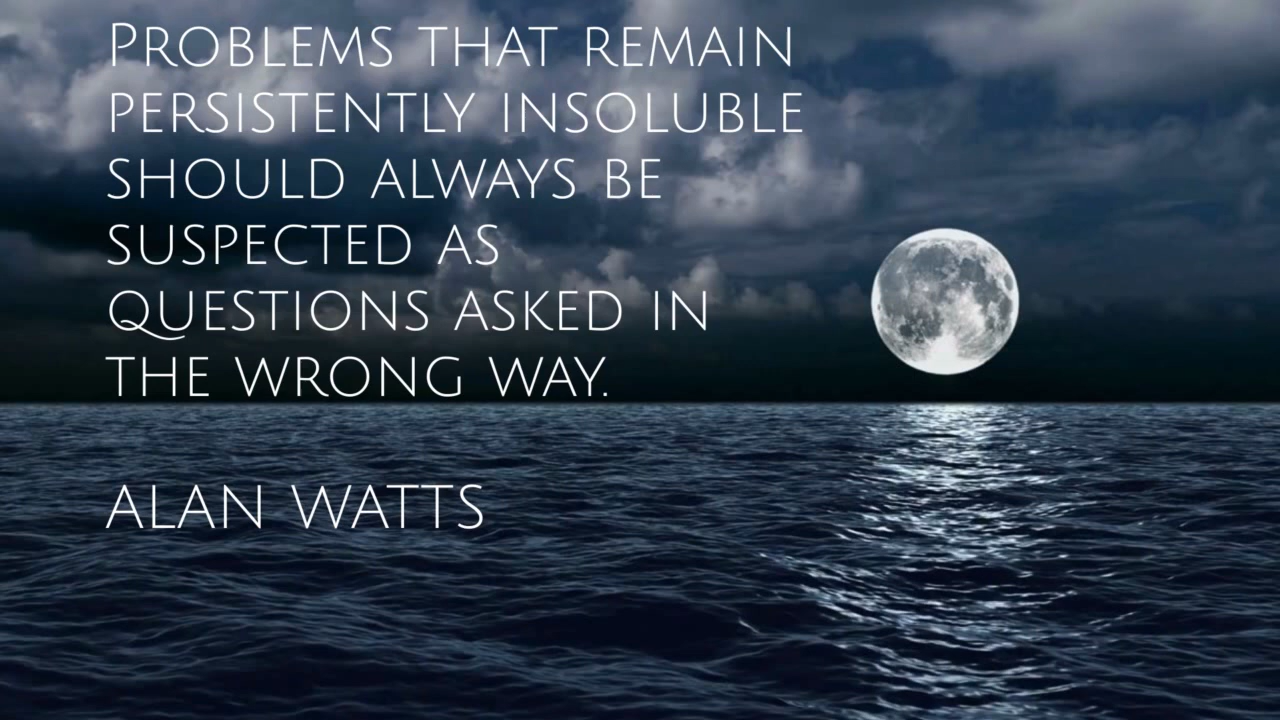 Problems that remain
persistently insoluble
should always be
suspected as
questions asked in
the wrong way.
Alan Watts